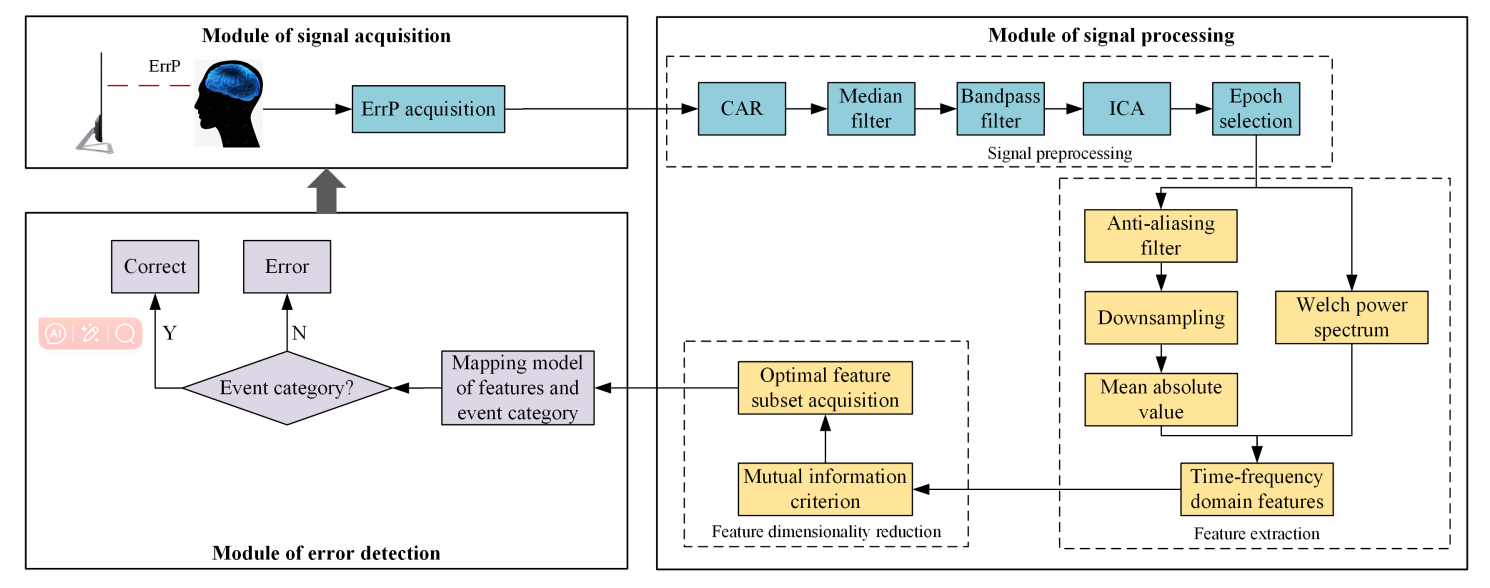 Module of signal acquisition
ErrP
ErrP acquisition
Module of signal processing
CAR
Median
filter
Bandpass
filter
ICA
Epoch
selection
Signal preprocessing
Anti-aliasing
filter
Downsampling
Mean absolute
value
Welch power
spectrum
Time-frequency
domain features
Feature extraction
Mutual information
criterion
Optimal feature
subset acquisition
Feature dimensionality reduction
Mapping model
of features and
event category
Event category?
Y
N
Correct
Error
AI
Module of error detection